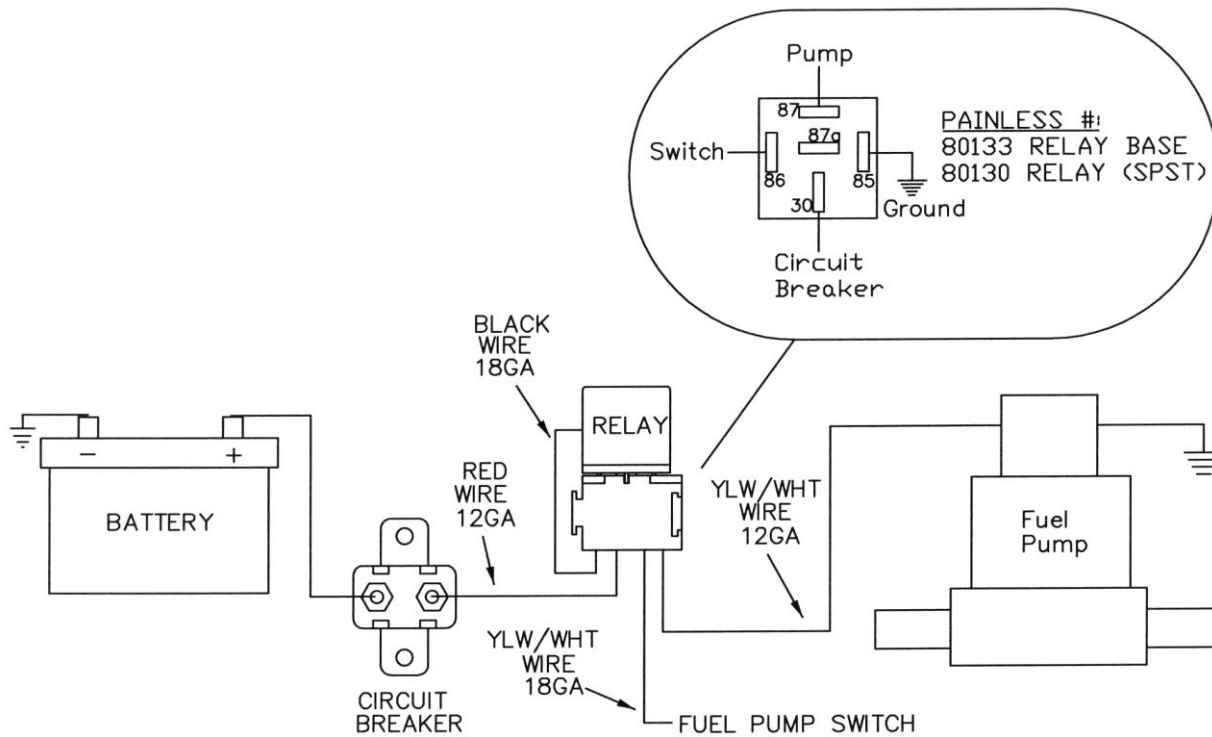 Pump
87
87a
Switch
86
85
30
Ground
Circuit
Breaker
PAINLESS #:
80133 RELAY BASE
80130 RELAY (SPST)
BLACK
WIRE
18GA
RELAY
−
+
BATTERY
RED
WIRE
12GA
YLW/WHT
WIRE
12GA
Fuel
Pump
YLW/WHT
WIRE
18GA
CIRCUIT
BREAKER
FUEL PUMP SWITCH